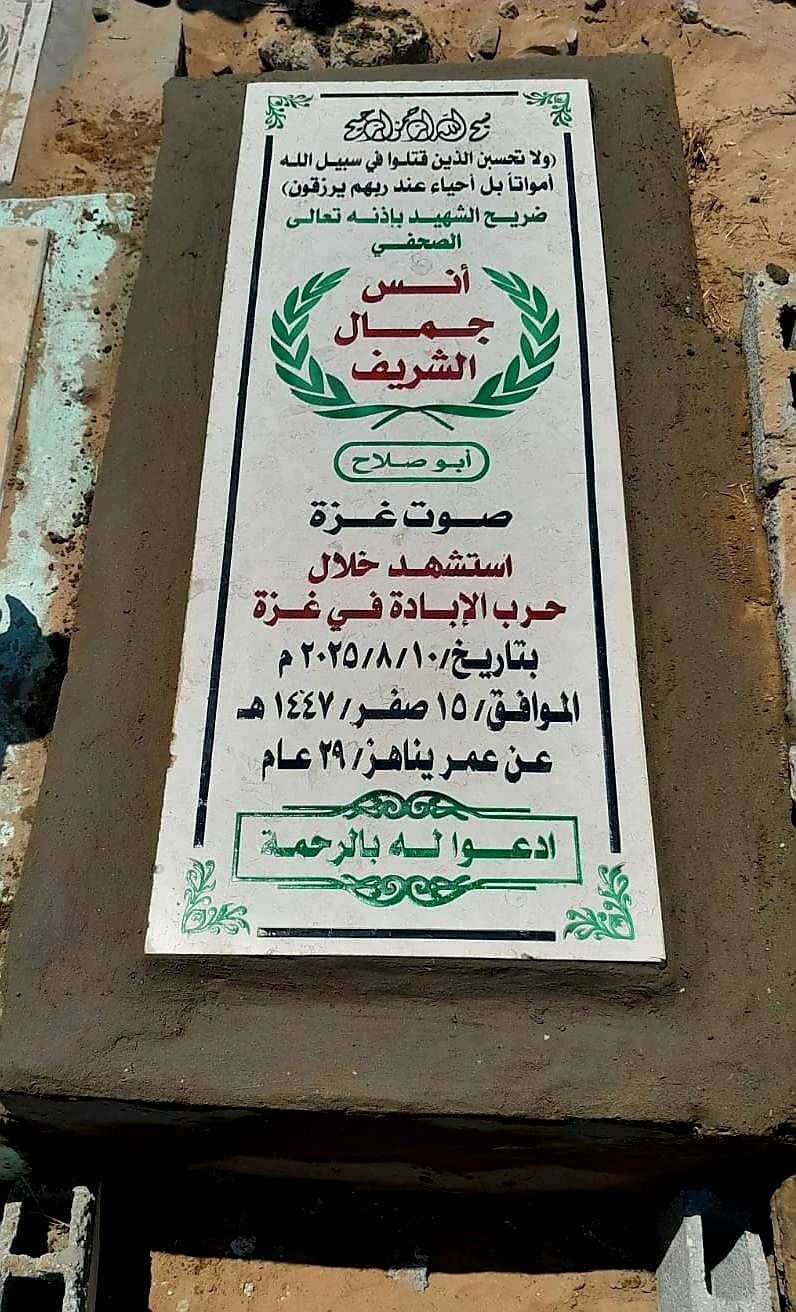 بسم الله الرحمن الرحيم
(ولا تحسبن الذين قتلوا في سبيل الله
أمواتاً بل أحياء عند ربهم يرزقون)
ضريح الشهيد بإذنه تعالى
الصحفي
أنس
جمال
الشريف
أبو صلاح
صوت غزة
استشهد خلال
حرب الإبادة في غزة
بتاريخ/ ٢٠٢٥/٨/١٠ م
الموافق/ ١٥ صفر/ ١٤٤٧ هـ
عن عمر يناهز/ ٢٩ عام
ادعوا له بالرحمة